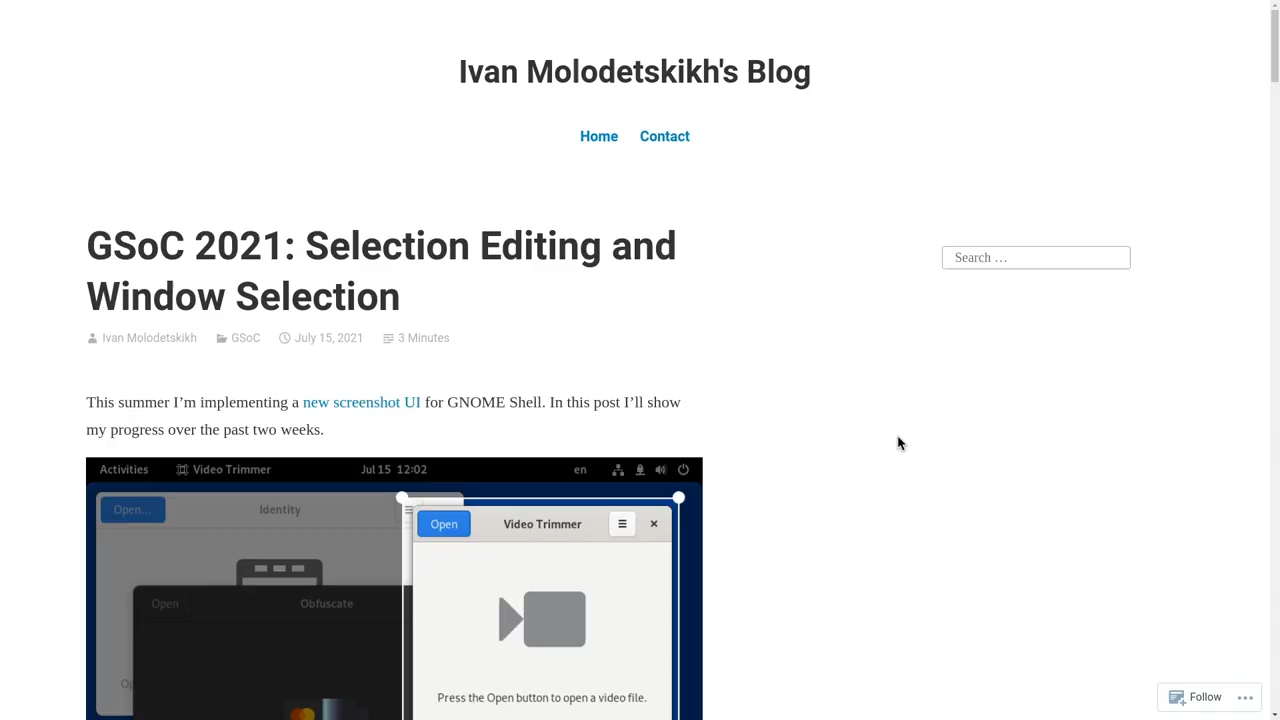 Ivan Molodetskikh's Blog
Home Contact
GSoC 2021: Selection Editing and
Window Selection
Search …
Ivan Molodetskikh GSoC July 15, 2021 3 Minutes
This summer I’m implementing a new screenshot UI for GNOME Shell. In this post I’ll show
my progress over the past two weeks.
Activities Video Trimmer Jul 15 12:02 en
Open... Identity
Open Video Trimmer
Open Obfuscate
Press the Open button to open a video file.
Follow